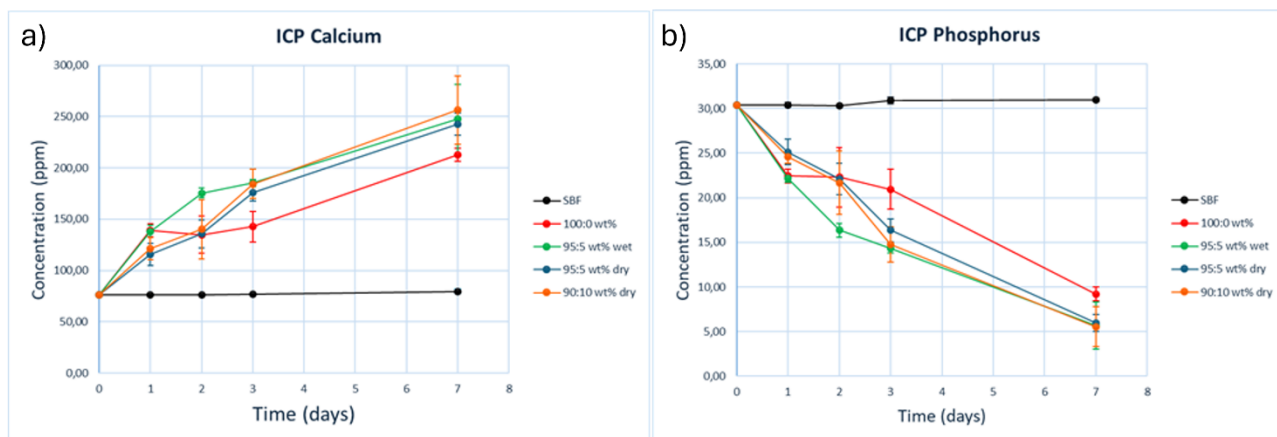 a)
ICP Calcium
Concentration (ppm)
300,00
250,00
200,00
150,00
100,00
50,00
0,00
0 1 2 3 4 5 6 7 8
Time (days)
SBF
100:0 wt%
95:5 wt% wet
95:5 wt% dry
90:10 wt% dry
b)
ICP Phosphorus
Concentration (ppm)
35,00
30,00
25,00
20,00
15,00
10,00
5,00
0,00
0 1 2 3 4 5 6 7 8
Time (days)
SBF
100:0 wt%
95:5 wt% wet
95:5 wt% dry
90:10 wt% dry